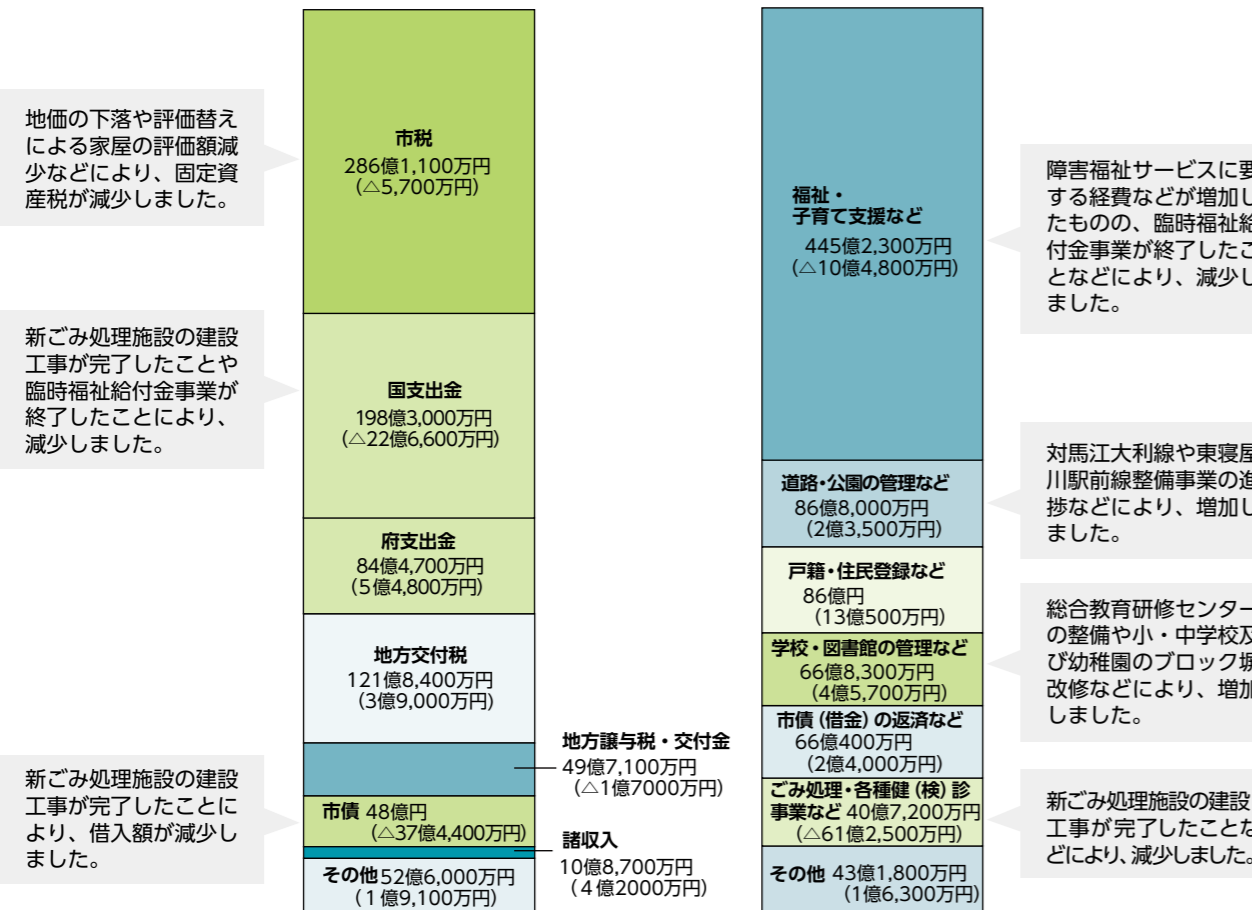 地価の下落や評価替え
による家屋の評価額減
少などにより、固定資
産税が減少しました。
新ごみ処理施設の建設
工事が完了したことや
臨時福祉給付金事業が
終了したことにより、
減少しました。
新ごみ処理施設の建設
工事が完了したことに
より、借入額が減少し
ました。
市税
286億1,100万円
(△5,700万円)
国支出金
198億3,000万円
(△22億6,600万円)
府支出金
84億4,700万円
(5億4,800万円)
地方交付税
121億8,400万円
(3億9,000万円)
地方譲与税・交付金
49億7,100万円
(△1億7000万円)
市債 48億円
(△37億4,400万円)
諸収入
10億8,700万円
(4億2000万円)
その他 52億6,000万円
(1億9,100万円)
福祉・
子育て支援など
445億2,300万円
(△10億4,800万円)
道路・公園の管理など
86億8,000万円
(2億3,500万円)
戸籍・住民登録など
86億円
(13億500万円)
学校・図書館の管理など
66億8,300万円
(4億5,700万円)
市債(借金)の返済など
66億400万円
(2億4,000万円)
ごみ処理・各種健(検)診
事業など 40億7,200万円
(△61億2,500万円)
その他 43億1,800万円
(1億6,300万円)
障害福祉サービスに要
する経費などが増加し
たものの、臨時福祉給
付金事業が終了したこ
となどにより、減少し
ました。
対馬江大利線や東寝屋
川駅前線整備事業の進
捗などにより、増加し
ました。
総合教育研修センター
の整備や小・中学校及
び幼稚園のブロック塀
改修などにより、増加
しました。
新ごみ処理施設の建設
工事が完了したことな
どにより、減少しました。